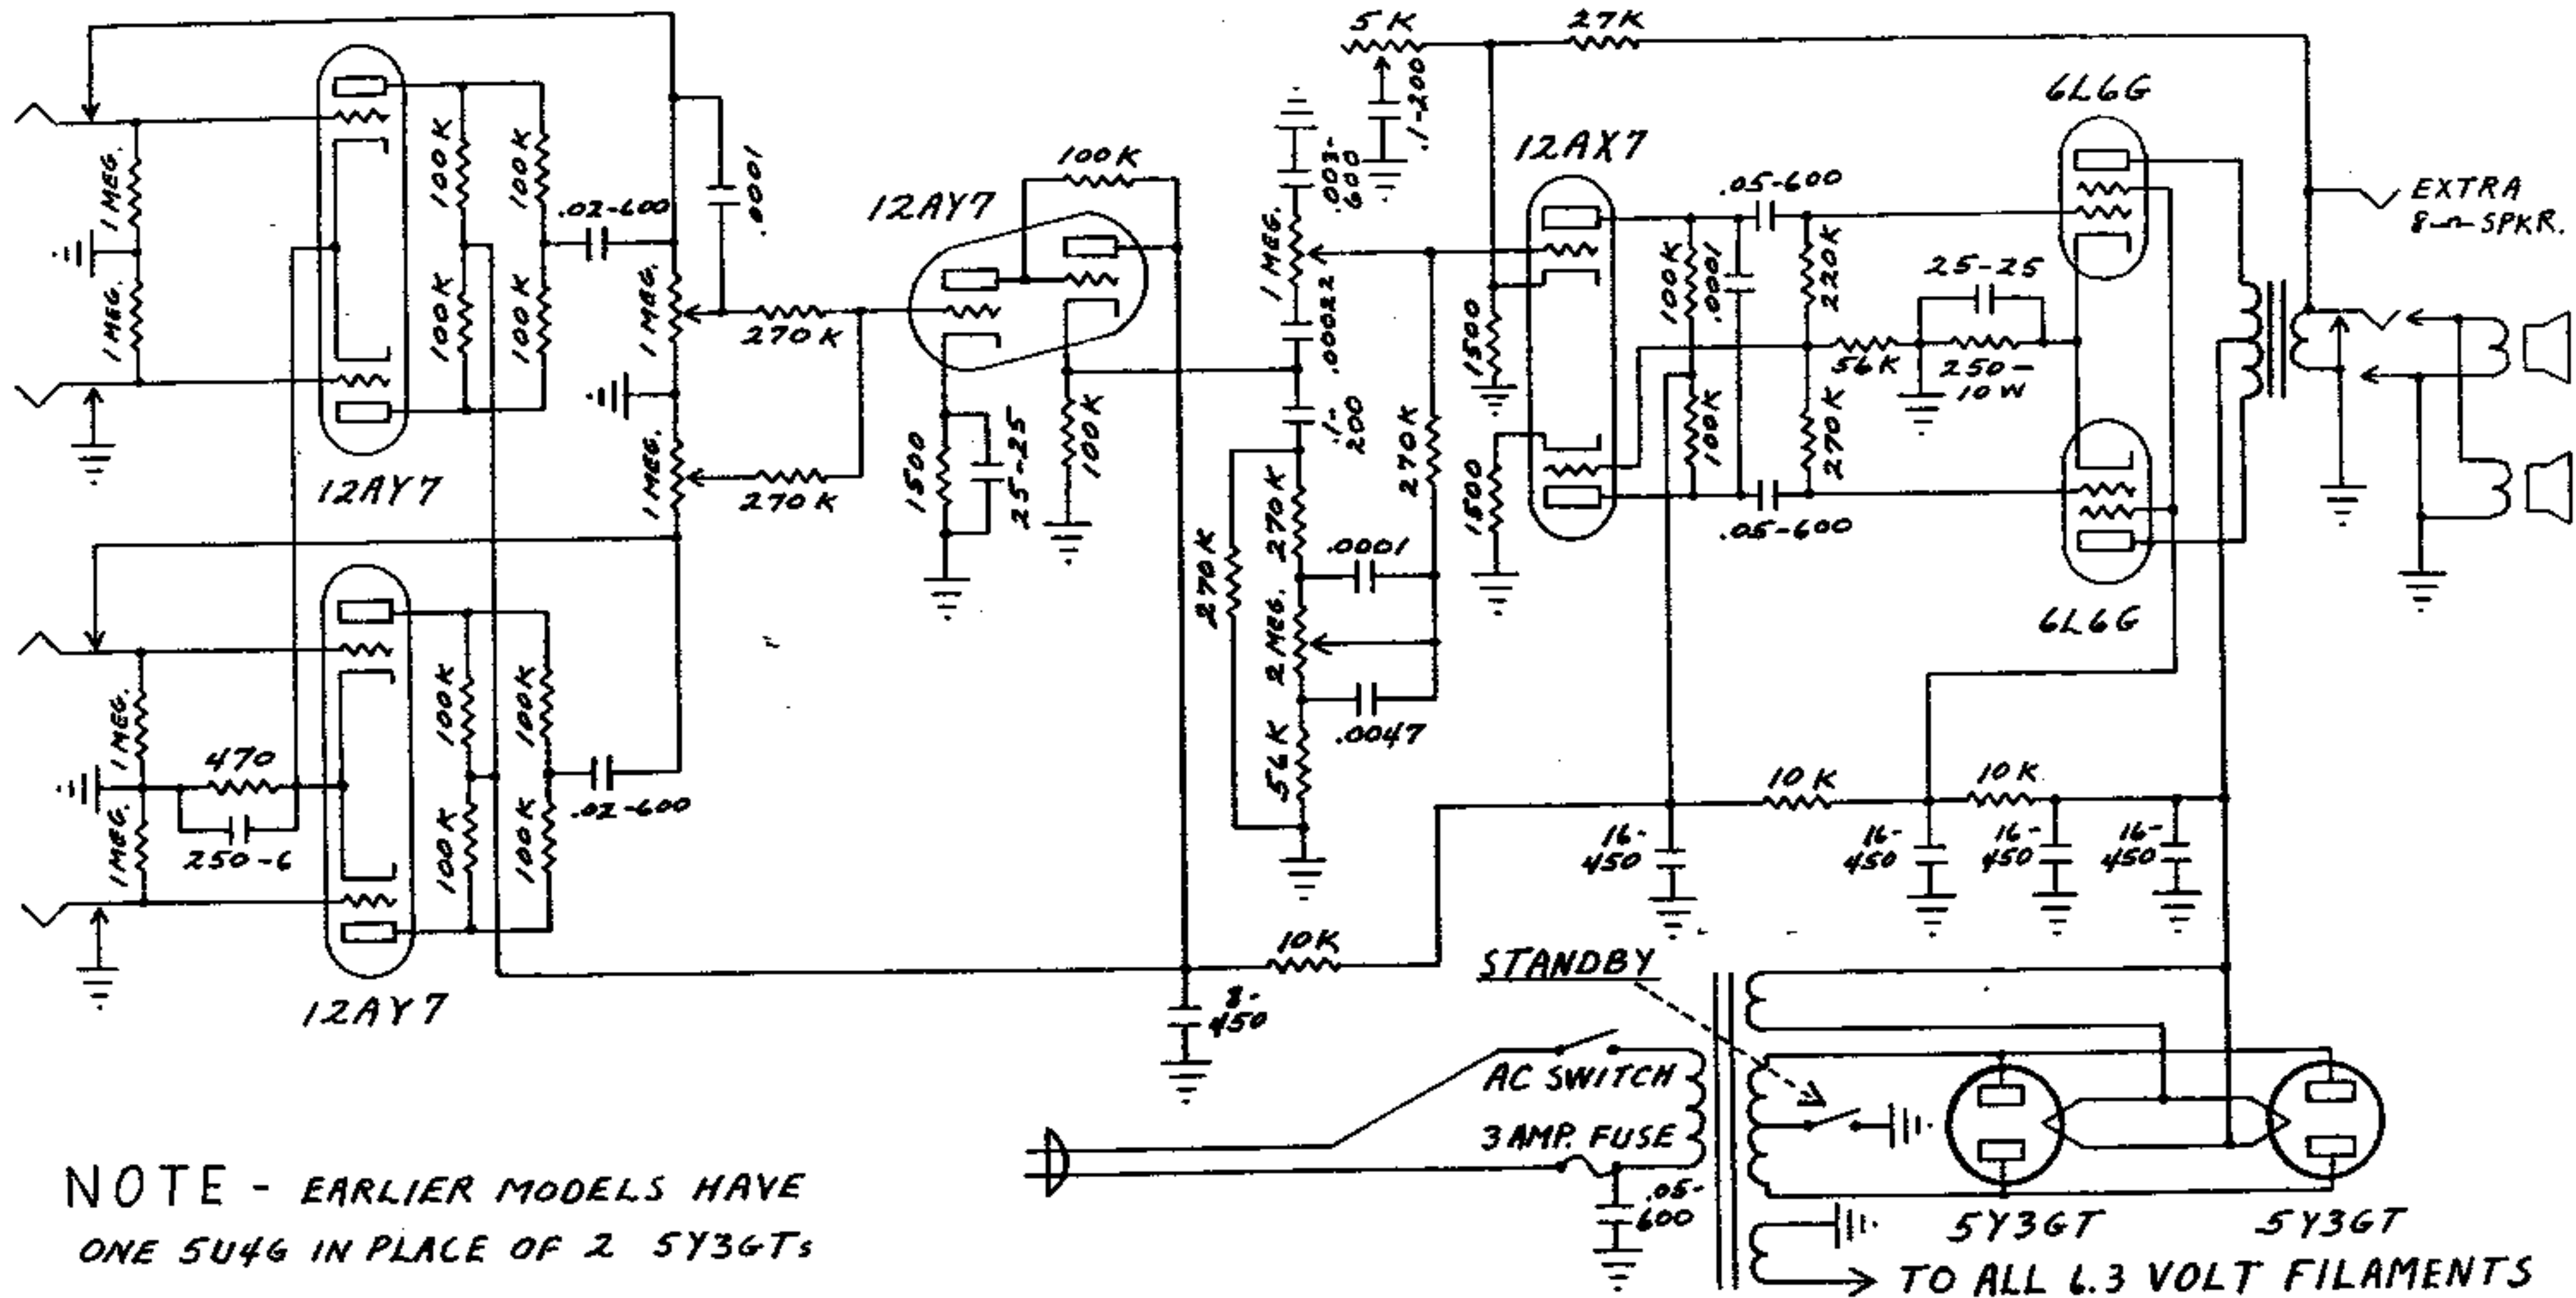 5K
27K
.1-200
6L6G
12AX7
EXTRA
8-Ω-SPKR.
1 MEG.
100K
100K
.02-600
.0001
12AY7
100K
.003-
600
1 MEG.
.00022
.05-600
100K
.0001
220K
25-25
1 MEG.
100K
100K
1 MEG.
270K
1500
56K
250-
10W
.1-
200
270K
100K
270K
12AY7
1 MEG.
270K
1500
25-25
100K
1500
.05-600
270K
270K
.0001
2 MEG.
.0047
56K
6L6G
1 MEG.
100K
100K
470
250-6
1 MEG.
100K
100K
.02-600
12AY7
10K
10K
16-
450
16-
450
16-
450
16-
450
10K
8-
450
STANDBY
AC SWITCH
3 AMP. FUSE
.05-
600
5Y3GT
5Y3GT
TO ALL 6.3 VOLT FILAMENTS
NOTE - EARLIER MODELS HAVE
ONE 5U4G IN PLACE OF 2 5Y3GTs